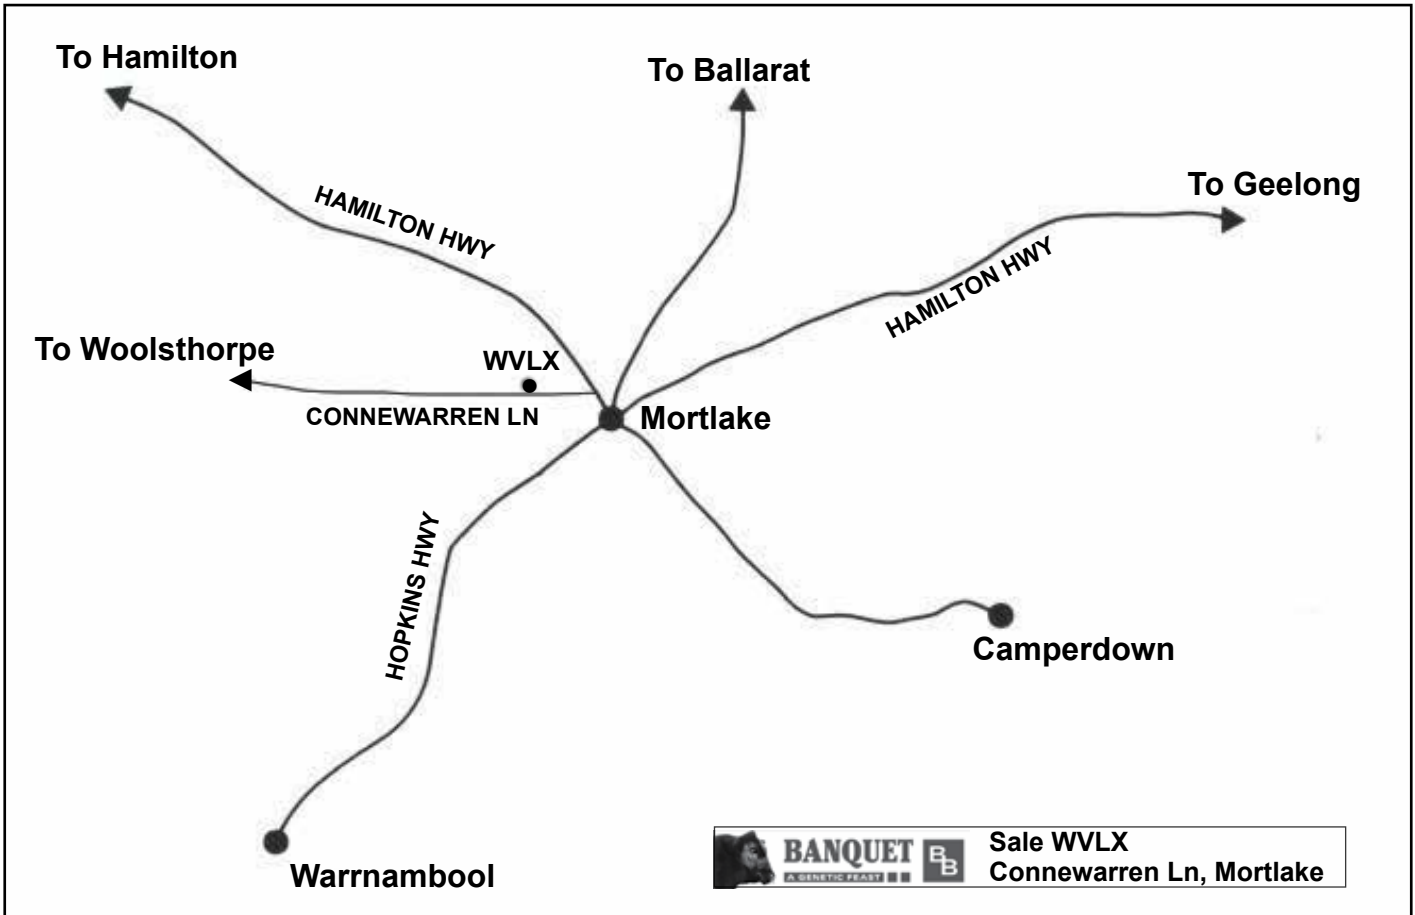 To Hamilton
To Ballarat
To Geelong
HAMILTON HWY
HAMILTON HWY
To Woolsthorpe
WVLX
CONNEWARREN LN
Mortlake
HOPKINS HWY
Camperdown
Warrnambool
BANQUET
A GENETIC FEAST
BB
Sale WVLX
Connewarren Ln, Mortlake